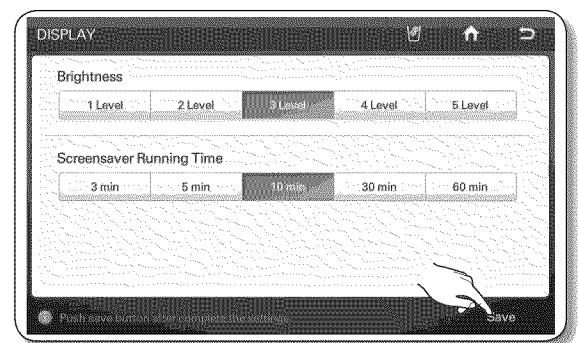 DISPLAY
Brightness
1 Level 2 Level 3 Level 4 Level 5 Level
Screensaver Running Time
3 min 5 min 10 min 30 min 60 min
Push save button after complete the settings
Save